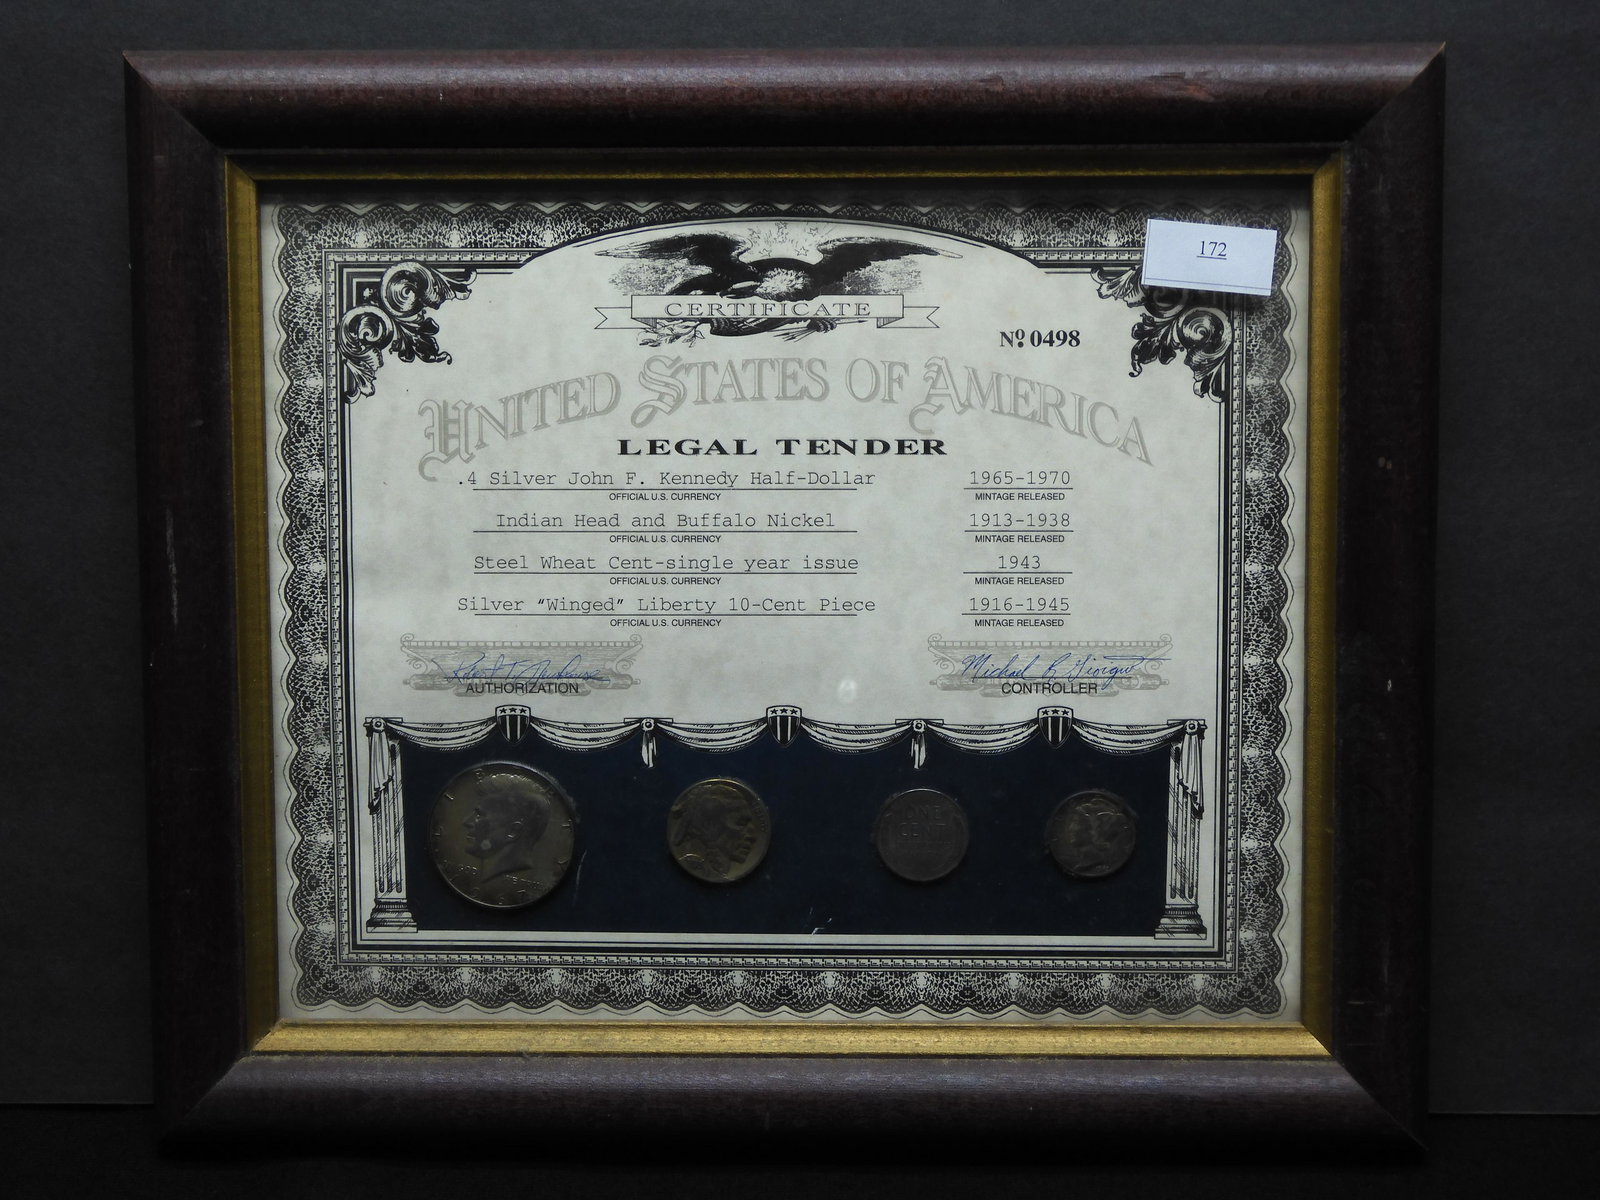 172
CERTIFICATE
Nº 0498
UNITED STATES OF AMERICA
LEGAL TENDER
.4 Silver John F. Kennedy Half-Dollar 1965-1970
OFFICIAL U.S. CURRENCY MINTAGE RELEASED
Indian Head and Buffalo Nickel 1913-1938
OFFICIAL U.S. CURRENCY MINTAGE RELEASED
Steel Wheat Cent-single year issue 1943
OFFICIAL U.S. CURRENCY MINTAGE RELEASED
Silver “Winged” Liberty 10-Cent Piece 1916-1945
OFFICIAL U.S. CURRENCY MINTAGE RELEASED
Michael
AUTHORIZATION CONTROLLER
ONE
CENT